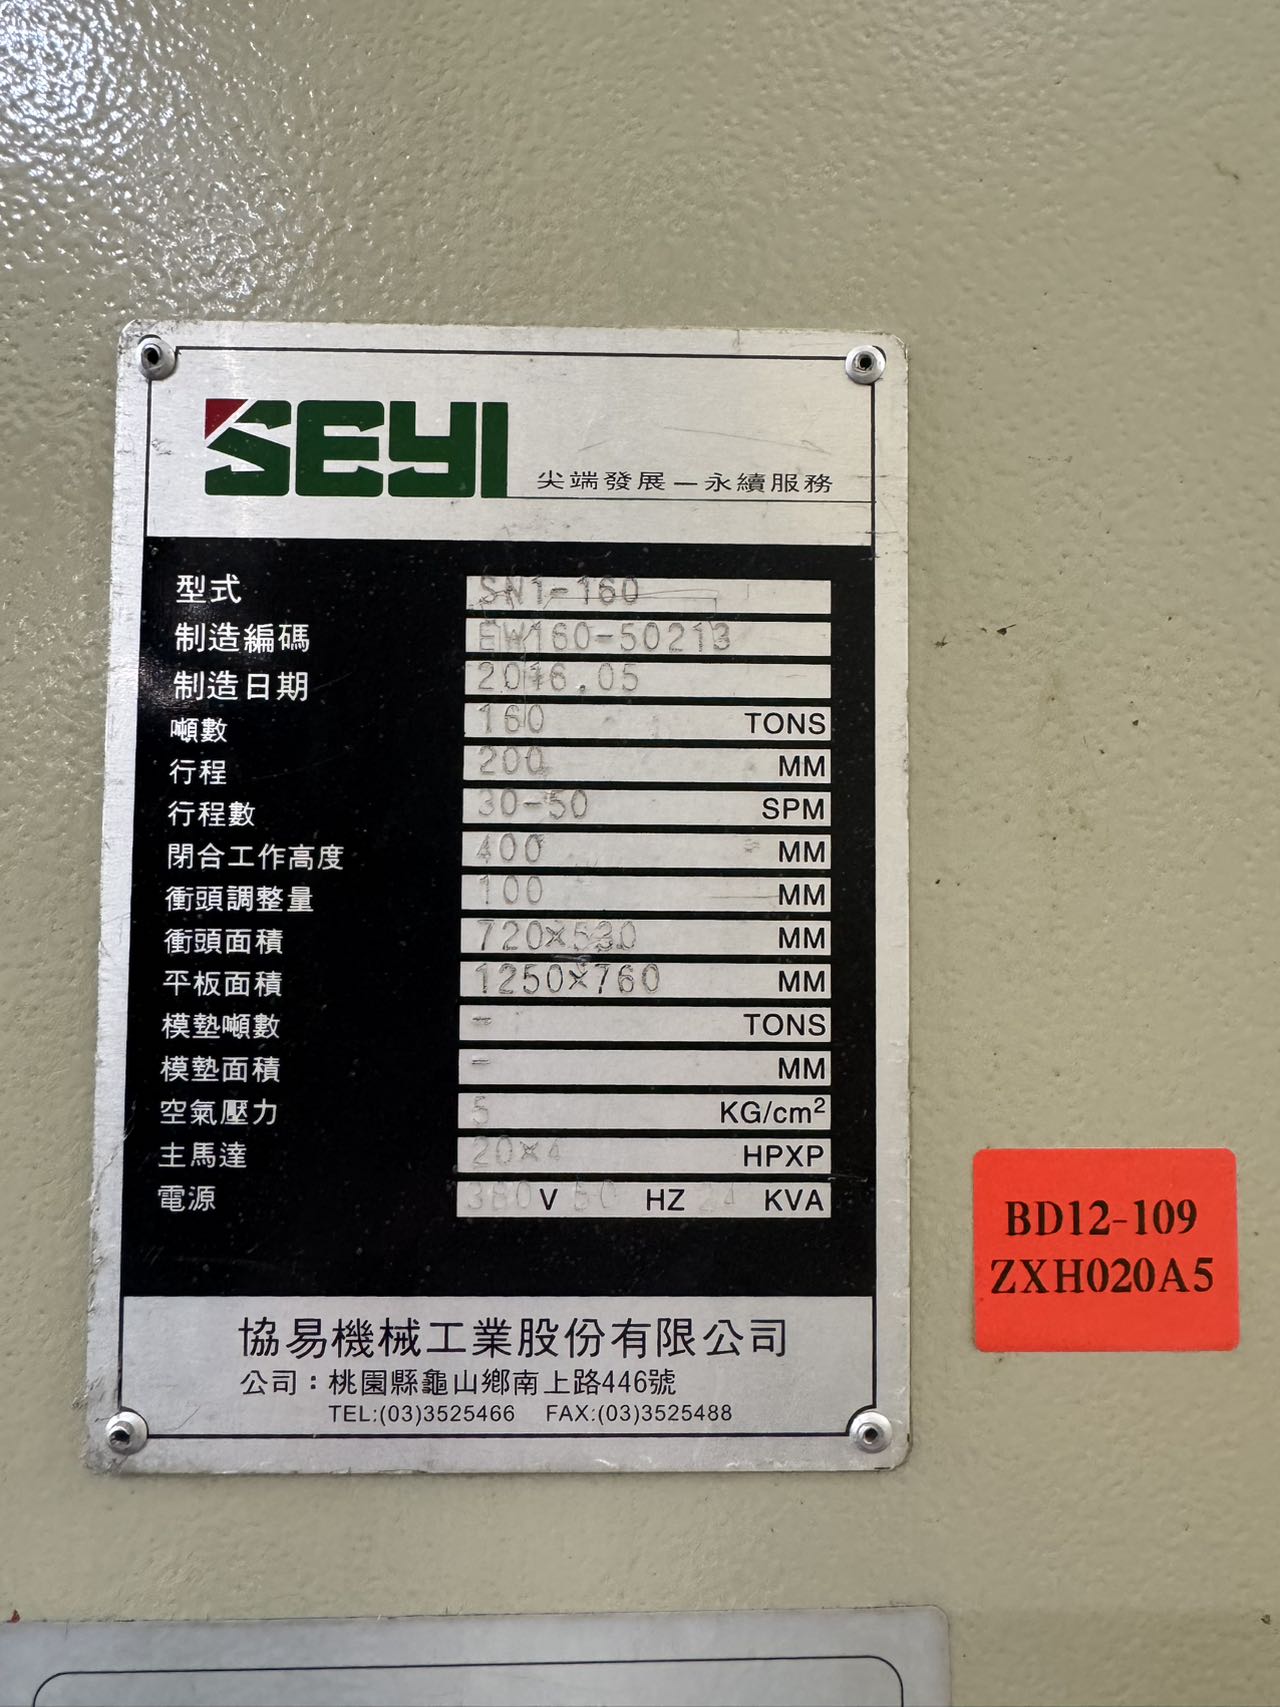 SEYI
尖端發展—永續服務
型式 SN1-160
制造編碼 EW160-50213
制造日期 2016.05
噸數 160 TONS
行程 200 MM
行程數 30-50 SPM
閉合工作高度 400 MM
衝頭調整量 100 MM
衝頭面積 720×530 MM
平板面積 1250×760 MM
模墊噸數 - TONS
模墊面積 - MM
空氣壓力 5 KG/cm²
主馬達 20×4 HPXP
電源 380 V 50 HZ 24 KVA
協易機械工業股份有限公司
公司：桃園縣龜山鄉南上路446號
TEL:(03)3525466 FAX:(03)3525488
BD12-109
ZXH020A5